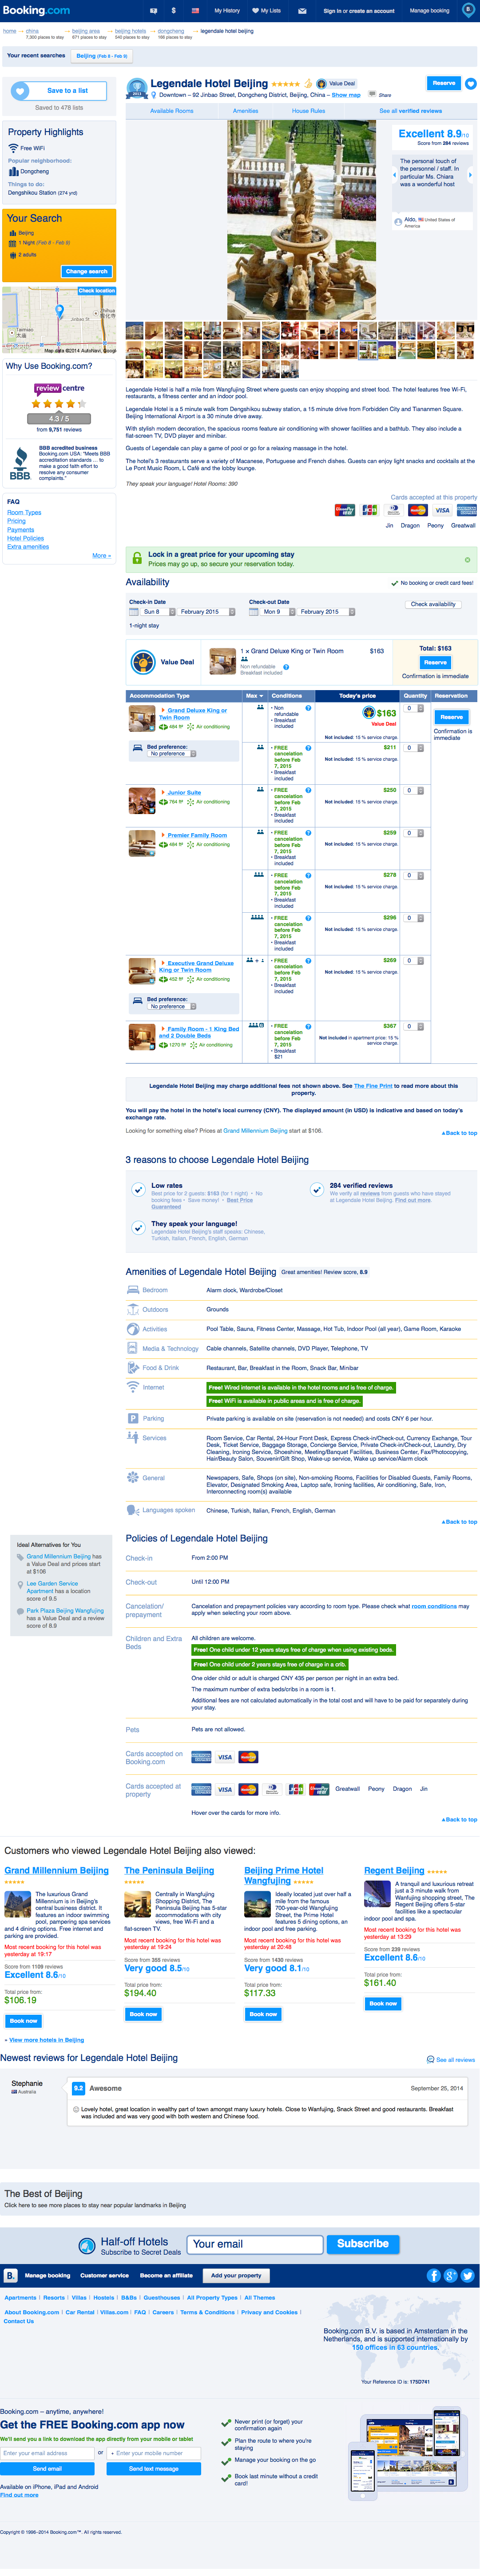 Booking.com
My History
My Lists
Sign in or create an account
Manage booking
home → china → beijing area → beijing hotels → dongcheng → legendale hotel beijing
Your recent searches
Beijing (Feb 8 - Feb 9)
Save to a list
Saved to 478 lists
Property Highlights
Free WiFi
Popular neighborhood:
Dongcheng
Things to do:
Dengshikou Station (274 yrd)
Your Search
Beijing
1 Night (Feb 8 - Feb 9)
2 adults
Change search
Check location
Why Use Booking.com?
review centre
4.3 / 5
from 9,751 reviews
BBB
BBB accredited business
Booking.com USA: "Meets BBB
accreditation standards ... to
make a good faith effort to
resolve any consumer
complaints."
FAQ
Room Types
Pricing
Payments
Hotel Policies
Extra amenities
More »
Legendale Hotel Beijing
Value Deal
Reserve
Downtown – 92 Jinbao Street, Dongcheng District, Beijing, China – Show map
Share
Available Rooms
Amenities
House Rules
See all verified reviews
Excellent 8.9/10
Score from 284 reviews
The personal touch of
the personnel / staff. In
particular Ms. Chiara
was a wonderful host
Aldo, United States of
America
Legendale Hotel is half a mile from Wangfujing Street where guests can enjoy shopping and street food. The hotel features free Wi-Fi,
restaurants, a fitness center and an indoor pool.
Legendale Hotel is a 5 minute walk from Dengshikou subway station, a 15 minute drive from Forbidden City and Tiananmen Square.
Beijing International Airport is a 30 minute drive away.
With stylish modern decoration, the spacious rooms feature air conditioning with shower facilities and a bathtub. They also include a
flat-screen TV, DVD player and minibar.
Guests of Legendale can play a game of pool or go for a relaxing massage in the hotel.
The hotel's 3 restaurants serve a variety of Macanese, Portuguese and French dishes. Guests can enjoy light snacks and cocktails at the
Le Pont Music Room, L Café and the lobby lounge.
They speak your language! Hotel Rooms: 390
Cards accepted at this property
Jin Dragon Peony Greatwall
Lock in a great price for your upcoming stay
Prices may go up, so secure your reservation today.
Availability
No booking or credit card fees!
Check-in Date
Check-out Date
Sun 8 February 2015
Mon 9 February 2015
Check availability
1-night stay
Value Deal
1 × Grand Deluxe King or Twin Room
$163
Non refundable
Breakfast included
Total: $163
Reserve
Confirmation is immediate
Accommodation Type Max Conditions Today's price Quantity Reservation
Grand Deluxe King or
Twin Room
484 ft² Air conditioning
Bed preference:
No preference
Non
refundable
Breakfast
included
$163
Value Deal
Not included: 15 % service charge.
0
Reserve
Confirmation is
immediate
FREE
cancelation
before Feb
7, 2015
Breakfast
included
$211
Not included: 15 % service charge.
0
Junior Suite
764 ft² Air conditioning
FREE
cancelation
before Feb
7, 2015
Breakfast
included
$250
Not included: 15 % service charge.
0
Premier Family Room
484 ft² Air conditioning
FREE
cancelation
before Feb
7, 2015
Breakfast
included
$259
Not included: 15 % service charge.
0
FREE
cancelation
before Feb
7, 2015
Breakfast
included
$278
Not included: 15 % service charge.
0
FREE
cancelation
before Feb
7, 2015
Breakfast
included
$296
Not included: 15 % service charge.
0
Executive Grand Deluxe
King or Twin Room
452 ft² Air conditioning
Bed preference:
No preference
FREE
cancelation
before Feb
7, 2015
Breakfast
included
$269
Not included: 15 % service charge.
0
Family Room - 1 King Bed
and 2 Double Beds
1270 ft² Air conditioning
FREE
cancelation
before Feb
7, 2015
Breakfast
$21
$367
Not included in apartment price: 15 %
service charge.
0
Legendale Hotel Beijing may charge additional fees not shown above. See The Fine Print to read more about this
property.
You will pay the hotel in the hotel's local currency (CNY). The displayed amount (in USD) is indicative and based on today's
exchange rate.
Looking for something else? Prices at Grand Millennium Beijing start at $106.
Back to top
3 reasons to choose Legendale Hotel Beijing
Low rates
Best price for 2 guests: $163 (for 1 night) • No
booking fees • Save money! • Best Price
Guaranteed
284 verified reviews
We verify all reviews from guests who have stayed
at Legendale Hotel Beijing. Find out more.
They speak your language!
Legendale Hotel Beijing's staff speaks: Chinese,
Turkish, Italian, French, English, German
Amenities of Legendale Hotel Beijing
Great amenities! Review score, 8.9
Bedroom Alarm clock, Wardrobe/Closet
Outdoors Grounds
Activities Pool Table, Sauna, Fitness Center, Massage, Hot Tub, Indoor Pool (all year), Game Room, Karaoke
Media & Technology Cable channels, Satellite channels, DVD Player, Telephone, TV
Food & Drink Restaurant, Bar, Breakfast in the Room, Snack Bar, Minibar
Internet Free! Wired internet is available in the hotel rooms and is free of charge.
Free! WiFi is available in public areas and is free of charge.
Parking Private parking is available on site (reservation is not needed) and costs CNY 6 per hour.
Services Room Service, Car Rental, 24-Hour Front Desk, Express Check-in/Check-out, Currency Exchange, Tour
Desk, Ticket Service, Baggage Storage, Concierge Service, Private Check-in/Check-out, Laundry, Dry
Cleaning, Ironing Service, Shoeshine, Meeting/Banquet Facilities, Business Center, Fax/Photocopying,
Hair/Beauty Salon, Souvenir/Gift Shop, Wake-up service, Wake up service/Alarm clock
General Newspapers, Safe, Shops (on site), Non-smoking Rooms, Facilities for Disabled Guests, Family Rooms,
Elevator, Designated Smoking Area, Laptop safe, Ironing facilities, Air conditioning, Safe, Iron,
Interconnecting room(s) available
Languages spoken Chinese, Turkish, Italian, French, English, German
Back to top
Ideal Alternatives for You
Grand Millennium Beijing has
a Value Deal and prices start
at $106
Lee Garden Service
Apartment has a location
score of 9.5
Park Plaza Beijing Wangfujing
has a Value Deal and a review
score of 8.9
Policies of Legendale Hotel Beijing
Check-in From 2:00 PM
Check-out Until 12:00 PM
Cancelation/
prepayment
Cancelation and prepayment policies vary according to room type. Please check what room conditions may
apply when selecting your room above.
Children and Extra
Beds
All children are welcome.
Free! One child under 12 years stays free of charge when using existing beds.
Free! One child under 2 years stays free of charge in a crib.
One older child or adult is charged CNY 435 per person per night in an extra bed.
The maximum number of extra beds/cribs in a room is 1.
Additional fees are not calculated automatically in the total cost and will have to be paid for separately during
your stay.
Pets Pets are not allowed.
Cards accepted on
Booking.com
Cards accepted at
property
Greatwall Peony Dragon Jin
Hover over the cards for more info.
Back to top
Customers who viewed Legendale Hotel Beijing also viewed:
Grand Millennium Beijing
The luxurious Grand
Millennium is in Beijing's
central business district. It
features an indoor swimming
pool, pampering spa services
and 4 dining options. Free internet and
parking are provided.
Most recent booking for this hotel was
yesterday at 19:17
Score from 1109 reviews
Excellent 8.6/10
Total price from:
$106.19
Book now
The Peninsula Beijing
Centrally in Wangfujing
Shopping District, The
Peninsula Beijing has 5-star
accommodations with city
views, free Wi-Fi and a
flat-screen TV.
Most recent booking for this hotel was
yesterday at 19:24
Score from 355 reviews
Very good 8.5/10
Total price from:
$194.40
Book now
Beijing Prime Hotel
Wangfujing
Ideally located just over half a
mile from the famous
700-year-old Wangfujing
Street, the Prime Hotel
features 5 dining options, an
indoor pool and free parking.
Most recent booking for this hotel was
yesterday at 20:48
Score from 1430 reviews
Very good 8.1/10
Total price from:
$117.33
Book now
Regent Beijing
A tranquil and luxurious retreat
just a 3 minute walk from
Wangfujing shopping street, The
Regent Beijing offers 5-star
facilities like a spectacular
indoor pool and spa.
Most recent booking for this hotel was
yesterday at 13:29
Score from 239 reviews
Excellent 8.6/10
Total price from:
$161.40
Book now
View more hotels in Beijing
Newest reviews for Legendale Hotel Beijing
See all reviews
Stephanie
Australia
9.2 Awesome
September 25, 2014
Lovely hotel, great location in wealthy part of town amongst many luxury hotels. Close to Wanfujing, Snack Street and good restaurants. Breakfast
was included and was very good with both western and Chinese food.
The Best of Beijing
Click here to see more places to stay near popular landmarks in Beijing
Half-off Hotels
Subscribe to Secret Deals
Your email
Subscribe
B.
Manage booking
Customer service
Become an affiliate
Add your property
Apartments | Resorts | Villas | Hostels | B&Bs | Guesthouses | All Property Types | All Themes
About Booking.com | Car Rental | Villas.com | FAQ | Careers | Terms & Conditions | Privacy and Cookies |
Contact Us
Booking.com B.V. is based in Amsterdam in the
Netherlands, and is supported internationally by
150 offices in 63 countries.
Your Reference ID is: 175D741
Booking.com – anytime, anywhere!
Get the FREE Booking.com app now
We'll send you a link to download the app directly from your mobile or tablet
Enter your email address
or
Enter your mobile number
Send email
Send text message
Available on iPhone, iPad and Android
Find out more
Never print (or forget) your
confirmation again
Plan the route to where you're
staying
Manage your booking on the go
Book last minute without a credit
card!
Copyright © 1996–2014 Booking.com™. All rights reserved.